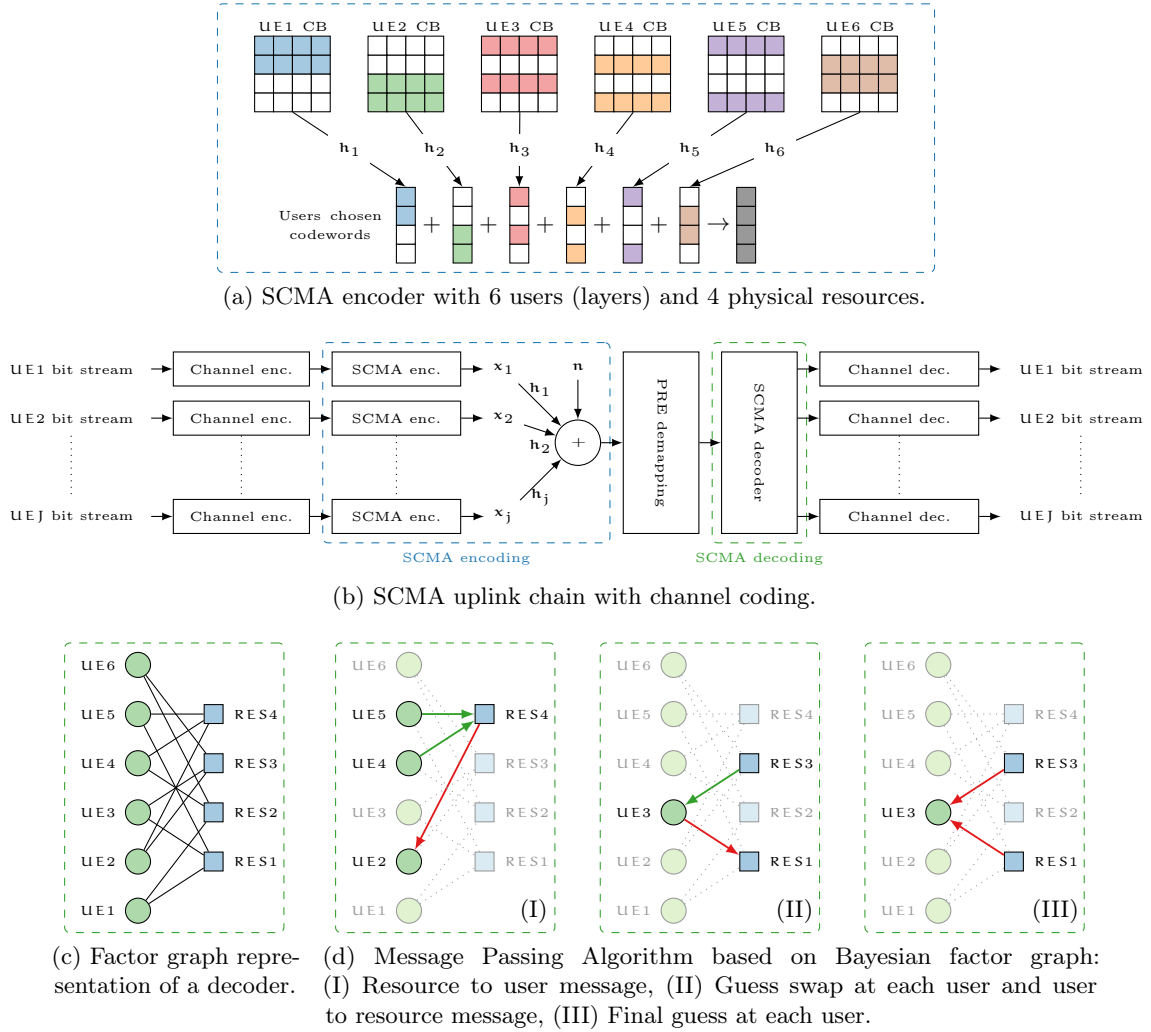 UE1 CB UE2 CB UE3 CB UE4 CB UE5 CB UE6 CB
h1 h2 h3 h4 h5 h6
Users chosen
codewords
+ + + + + →
(a) SCMA encoder with 6 users (layers) and 4 physical resources.
UE1 bit stream Channel enc. SCMA enc. x1 n Channel dec. UE1 bit stream
h1
UE2 bit stream Channel enc. SCMA enc. x2 Channel dec. UE2 bit stream
h2 +
PRE demapping
SCMA decoder
hj
UEJ bit stream Channel enc. SCMA enc. xj Channel dec. UEJ bit stream
SCMA encoding SCMA decoding
(b) SCMA uplink chain with channel coding.
UE6 UE6 UE6 UE6
UE5 RES4 UE5 RES4 UE5 RES4 UE5 RES4
UE4 RES3 UE4 RES3 UE4 RES3 UE4 RES3
UE3 RES2 UE3 RES2 UE3 RES2 UE3 RES2
UE2 RES1 UE2 RES1 UE2 RES1 UE2 RES1
UE1 UE1 (I) UE1 (II) UE1 (III)
(c) Factor graph repre-
sentation of a decoder.
(d) Message Passing Algorithm based on Bayesian factor graph:
(I) Resource to user message, (II) Guess swap at each user and user
to resource message, (III) Final guess at each user.